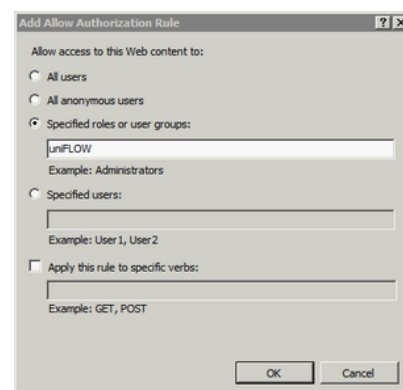 Add Allow Authorization Rule
Allow access to this Web content to:
All users
All anonymous users
Specified roles or user groups:
uniFLOW
Example: Administrators
Specified users:
Example: User1, User2
Apply this rule to specific verbs:
Example: GET, POST
OK Cancel